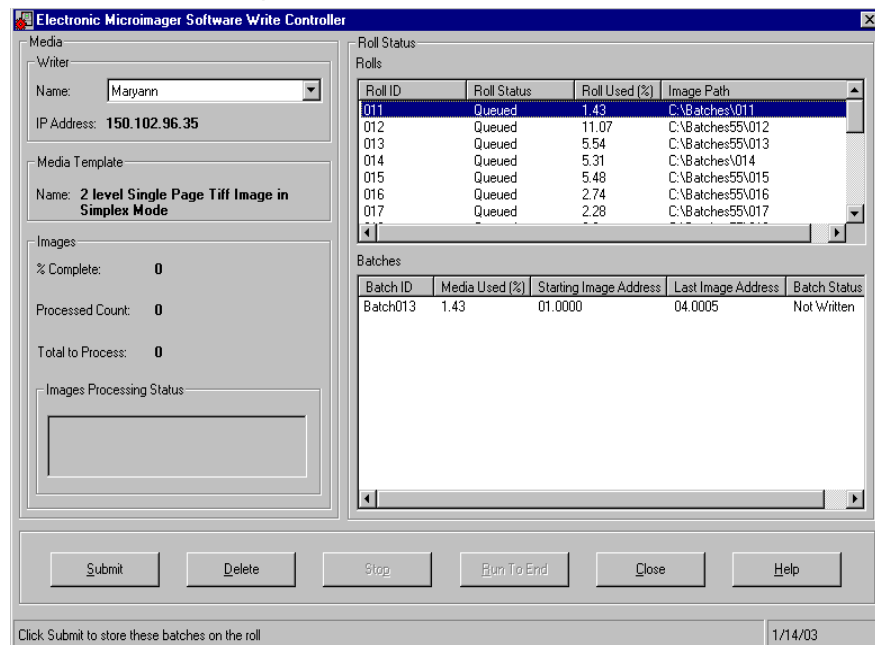 Electronic Microimager Software Write Controller
Media
Writer
Name: Maryann
IP Address: 150.102.96.35
Media Template
Name: 2 level Single Page Tiff Image in
Simplex Mode
Images
% Complete: 0
Processed Count: 0
Total to Process: 0
Images Processing Status
Roll Status
Rolls
Roll ID Roll Status Roll Used (%) Image Path
011 Queued 1.43 C:\Batches\011
012 Queued 11.07 C:\Batches55\012
013 Queued 5.54 C:\Batches55\013
014 Queued 5.31 C:\Batches\014
015 Queued 5.48 C:\Batches55\015
016 Queued 2.74 C:\Batches55\016
017 Queued 2.28 C:\Batches55\017
Batches
Batch ID Media Used (%) Starting Image Address Last Image Address Batch Status
Batch013 1.43 01.0000 04.0005 Not Written
Submit Delete Stop Run To End Close Help
Click Submit to store these batches on the roll 1/14/03